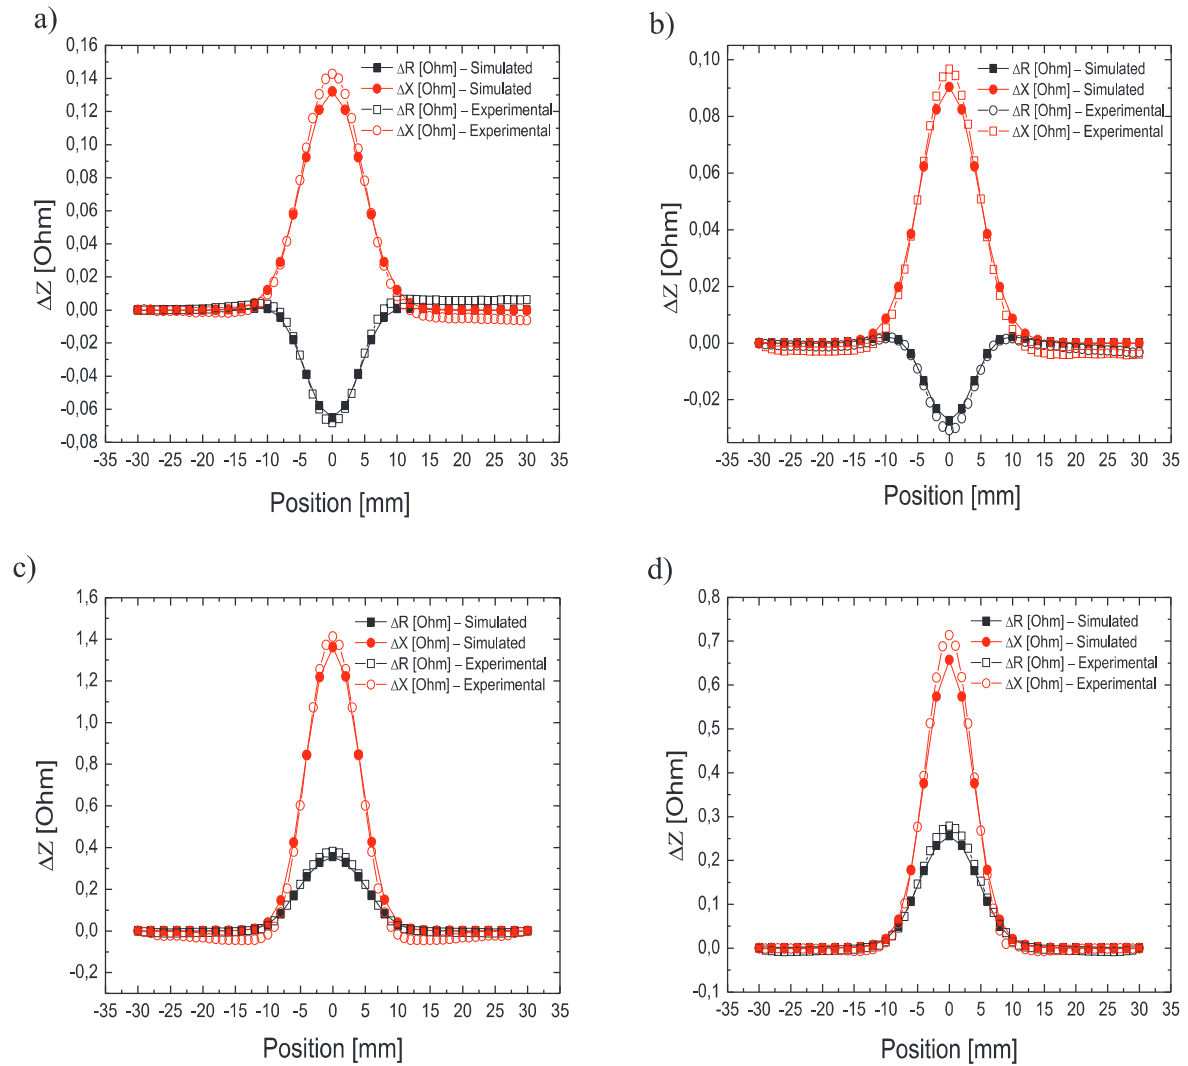 a)
0,16
0,14
0,12
0,10
0,08
0,06
0,04
0,02
0,00
-0,02
-0,04
-0,06
-0,08
ΔZ [Ohm]
ΔR [Ohm] – Simulated
ΔX [Ohm] – Simulated
ΔR [Ohm] – Experimental
ΔX [Ohm] – Experimental
-35 -30 -25 -20 -15 -10 -5 0 5 10 15 20 25 30 35
Position [mm]
b)
0,10
0,08
0,06
0,04
0,02
0,00
-0,02
ΔZ [Ohm]
ΔR [Ohm] – Simulated
ΔX [Ohm] – Simulated
ΔR [Ohm] – Experimental
ΔX [Ohm] – Experimental
-35 -30 -25 -20 -15 -10 -5 0 5 10 15 20 25 30 35
Position [mm]
c)
1,6
1,4
1,2
1,0
0,8
0,6
0,4
0,2
0,0
-0,2
ΔZ [Ohm]
ΔR [Ohm] – Simulated
ΔX [Ohm] – Simulated
ΔR [Ohm] – Experimental
ΔX [Ohm] – Experimental
-35 -30 -25 -20 -15 -10 -5 0 5 10 15 20 25 30 35
Position [mm]
d)
0,8
0,7
0,6
0,5
0,4
0,3
0,2
0,1
0,0
-0,1
ΔZ [Ohm]
ΔR [Ohm] – Simulated
ΔX [Ohm] – Simulated
ΔR [Ohm] – Experimental
ΔX [Ohm] – Experimental
-35 -30 -25 -20 -15 -10 -5 0 5 10 15 20 25 30 35
Position [mm]